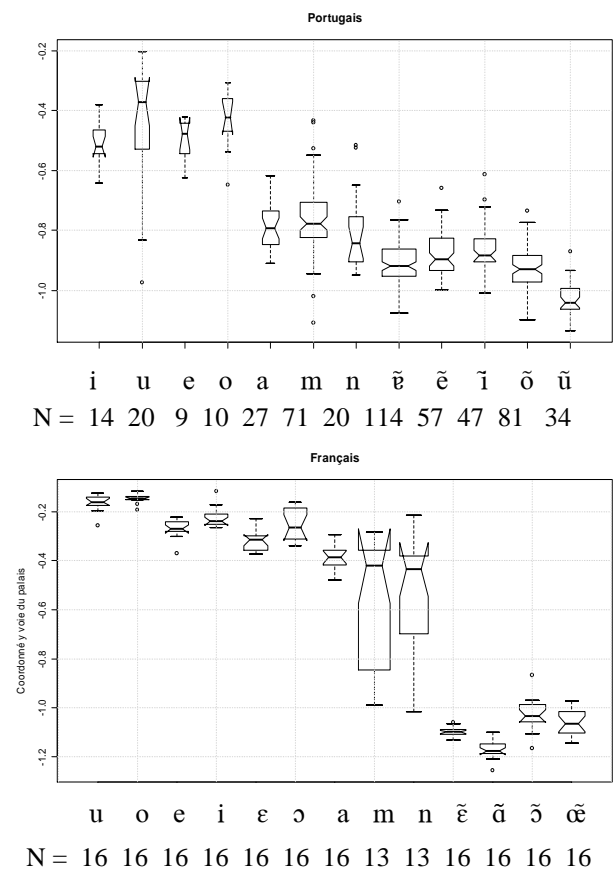 Portugais
-0.2
-0.4
-0.6
-0.8
-1.0
i u e o a m n ɐ̃ ẽ ĩ õ ũ
N = 14 20 9 10 27 71 20 114 57 47 81 34
Français
-0.2
-0.4
-0.6
-0.8
-1.0
-1.2
Coordonné y voie du palais
u o e i ɛ ɔ a m n ɛ̃ ɑ̃ ɔ̃ œ̃
N = 16 16 16 16 16 16 16 13 13 16 16 16 16